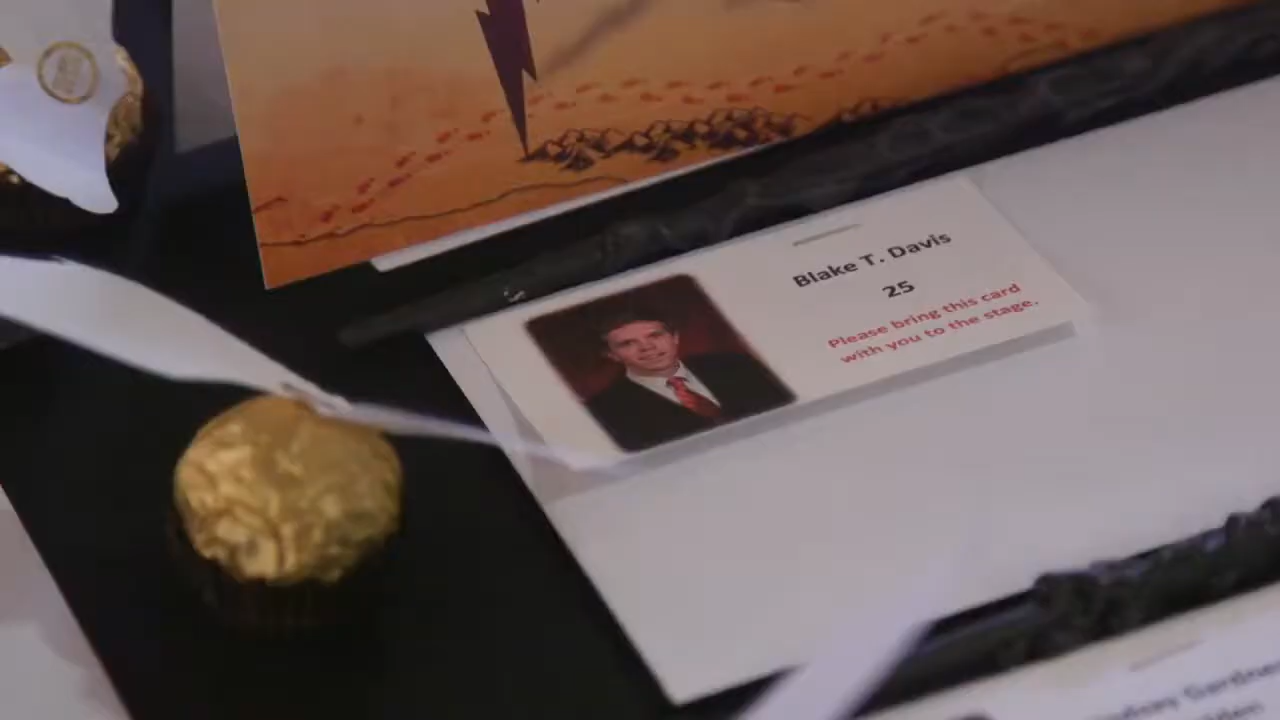 Blake T. Davis
25
Please bring this card
with you to the stage.